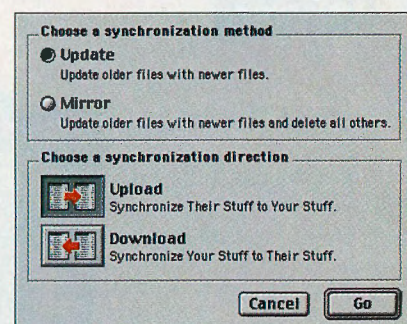 Choose a synchronization method
Update
Update older files with newer files.
Mirror
Update older files with newer files and delete all others.
Choose a synchronization direction
Upload
Synchronize Their Stuff to Your Stuff.
Download
Synchronize Your Stuff to Their Stuff.
Cancel Go